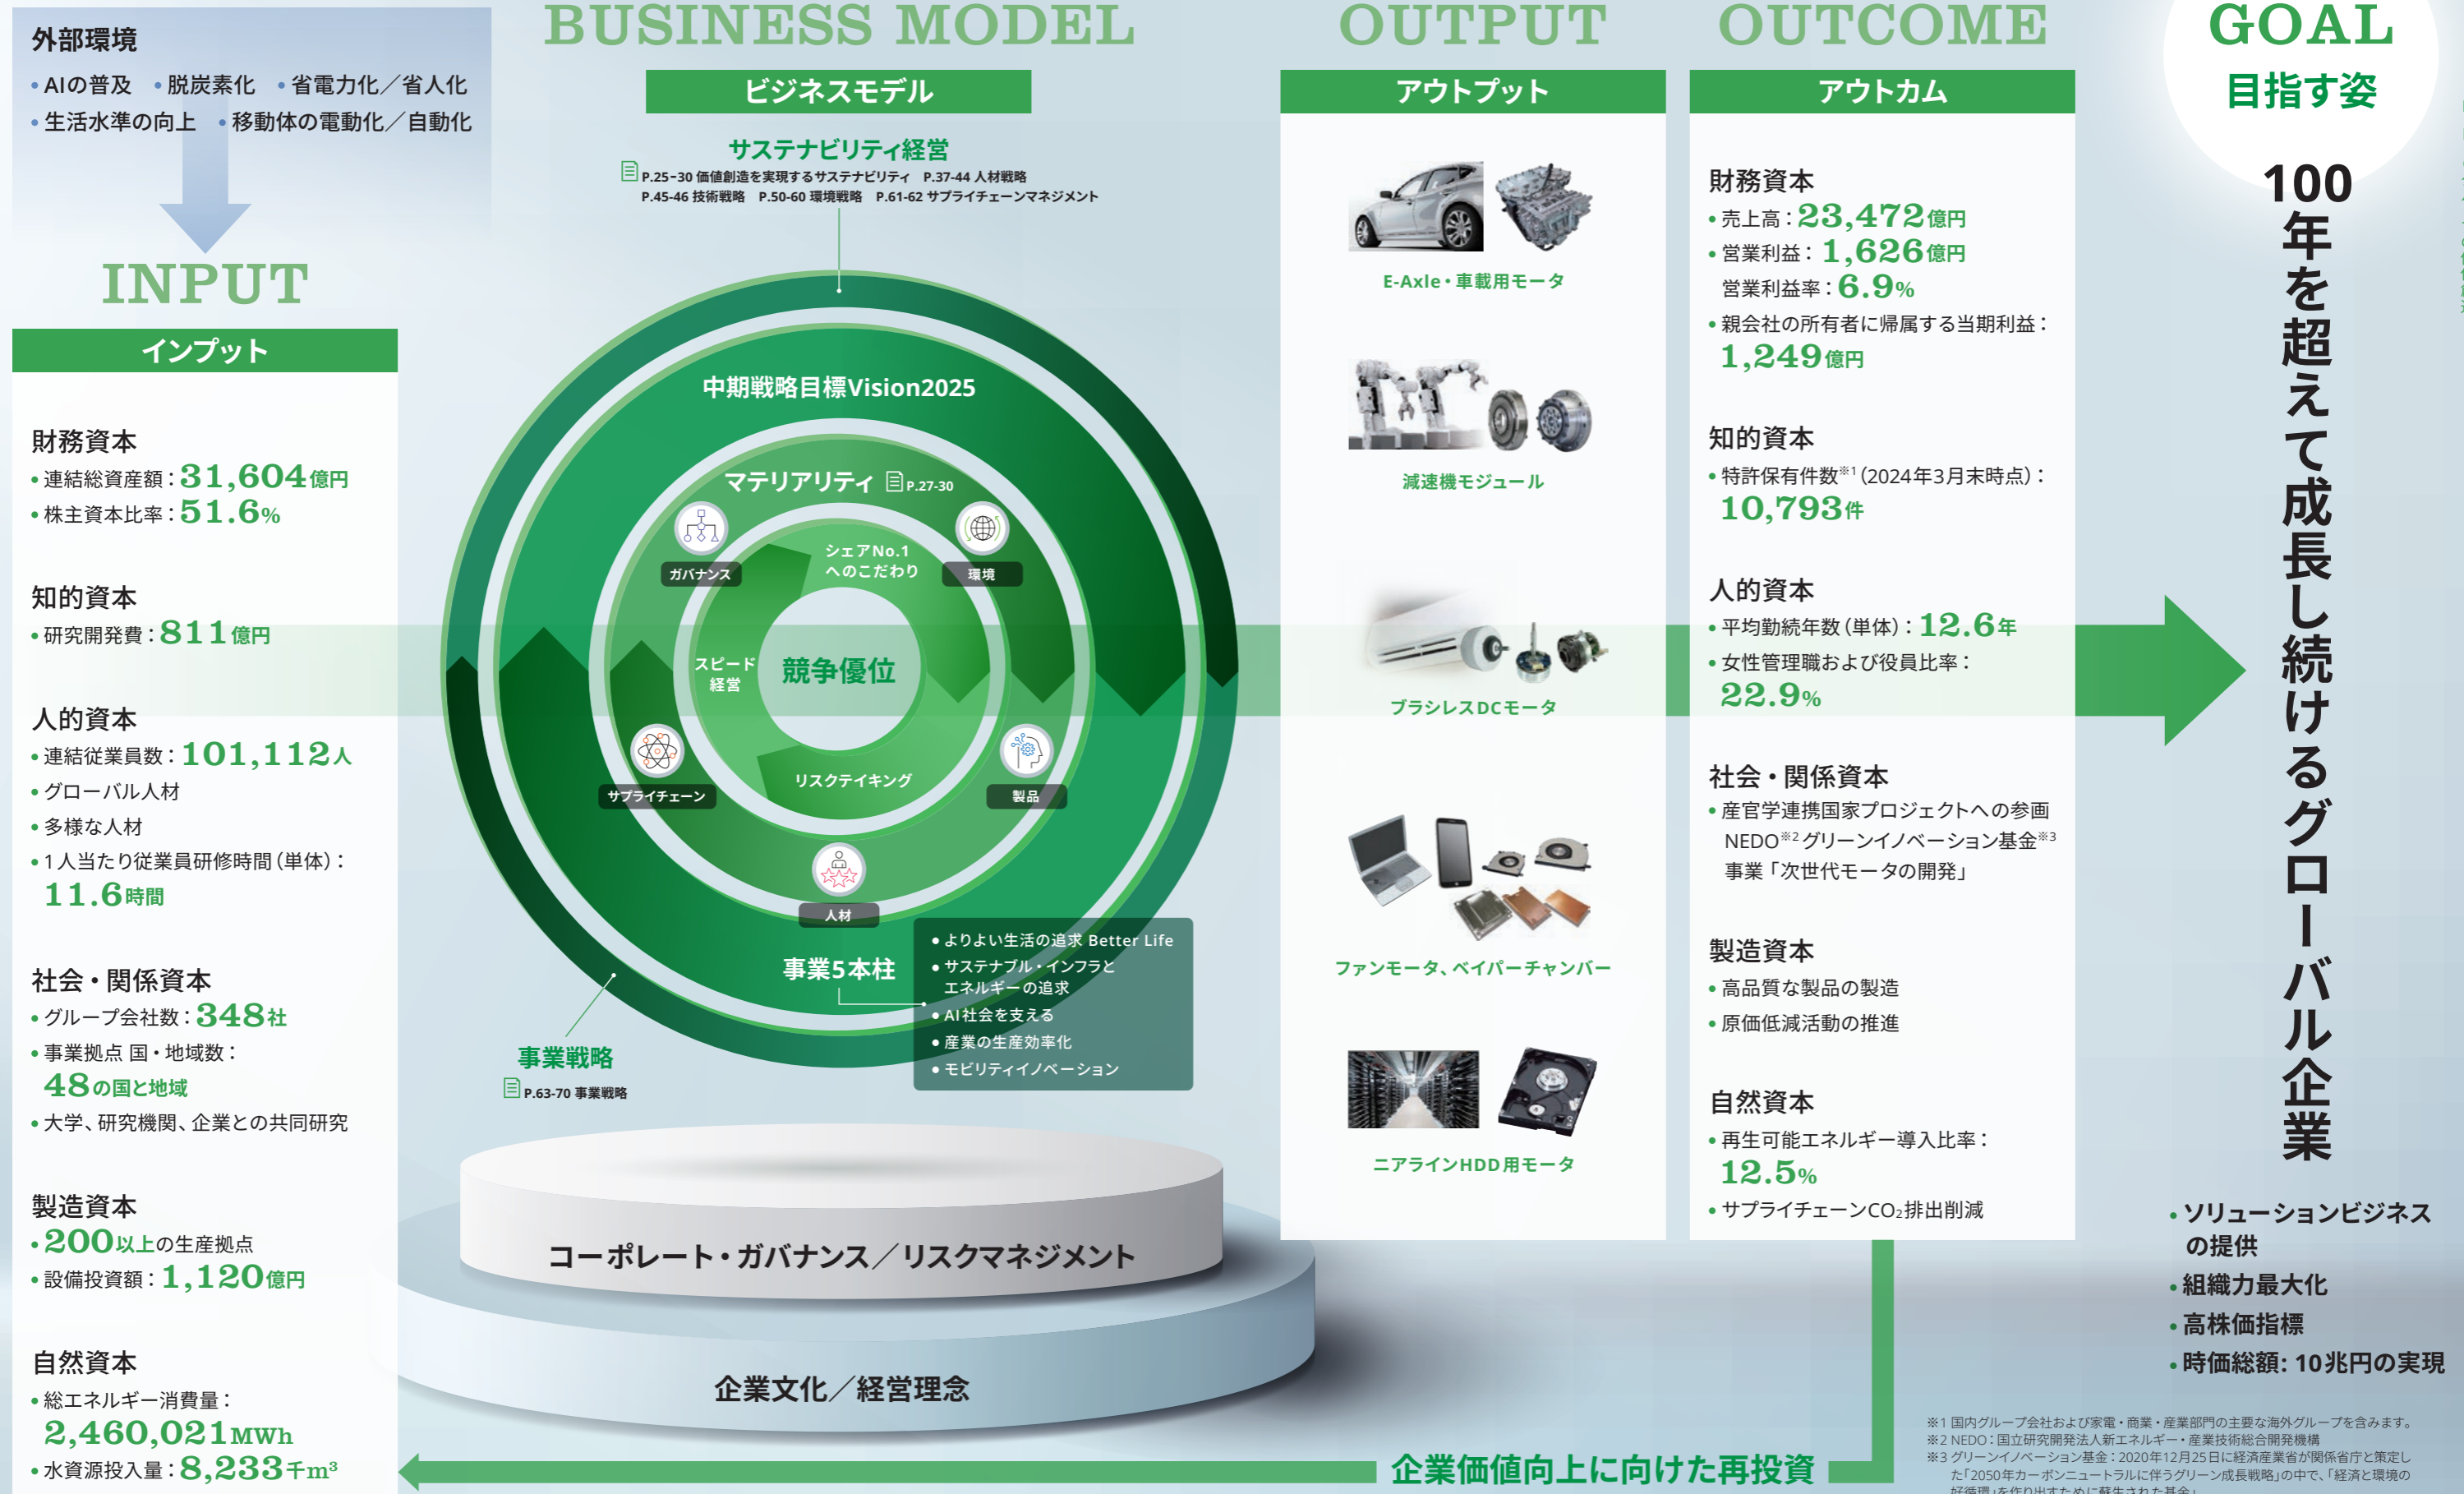 外部環境
• AIの普及 • 脱炭素化 • 省電力化／省人化
• 生活水準の向上 • 移動体の電動化／自動化
INPUT
インプット
財務資本
• 連結総資産額：31,604億円
• 株主資本比率：51.6%
知的資本
• 研究開発費：811億円
人的資本
• 連結従業員数：101,112人
• グローバル人材
• 多様な人材
• 1人当たり従業員研修時間（単体）：
11.6時間
社会・関係資本
• グループ会社数：348社
• 事業拠点 国・地域数：
48の国と地域
• 大学、研究機関、企業との共同研究
製造資本
• 200以上の生産拠点
• 設備投資額：1,120億円
自然資本
• 総エネルギー消費量：
2,460,021MWh
• 水資源投入量：8,233千m³
BUSINESS MODEL
ビジネスモデル
サステナビリティ経営
P.25-30 価値創造を実現するサステナビリティ P.37-44 人材戦略
P.45-46 技術戦略 P.50-60 環境戦略 P.61-62 サプライチェーンマネジメント
中期戦略目標Vision2025
マテリアリティ P.27-30
ガバナンス
環境
シェアNo.1
へのこだわり
スピード
経営
競争優位
リスクテイキング
サプライチェーン
製品
人材
事業5本柱
• よりよい生活の追求 Better Life
• サステナブル・インフラと
エネルギーの追求
• AI社会を支える
• 産業の生産効率化
• モビリティイノベーション
事業戦略
P.63-70 事業戦略
コーポレート・ガバナンス／リスクマネジメント
企業文化／経営理念
OUTPUT
アウトプット
E-Axle・車載用モータ
減速機モジュール
ブラシレスDCモータ
ファンモータ、ベイパーチャンバー
ニアラインHDD用モータ
OUTCOME
アウトカム
財務資本
• 売上高：23,472億円
• 営業利益：1,626億円
営業利益率：6.9%
• 親会社の所有者に帰属する当期利益：
1,249億円
知的資本
• 特許保有件数※1（2024年3月末時点）：
10,793件
人的資本
• 平均勤続年数（単体）：12.6年
• 女性管理職および役員比率：
22.9%
社会・関係資本
• 産官学連携国家プロジェクトへの参画
NEDO※2グリーンイノベーション基金※3
事業「次世代モータの開発」
製造資本
• 高品質な製品の製造
• 原価低減活動の推進
自然資本
• 再生可能エネルギー導入比率：
12.5%
• サプライチェーンCO₂排出削減
企業価値向上に向けた再投資
GOAL
目指す姿
100年を超えて成長し続けるグローバル企業
• ソリューションビジネス
の提供
• 組織力最大化
• 高株価指標
• 時価総額: 10兆円の実現
※1 国内グループ会社および家電・商業・産業部門の主要な海外グループを含みます。
※2 NEDO：国立研究開発法人新エネルギー・産業技術総合開発機構
※3 グリーンイノベーション基金：2020年12月25日に経済産業省が関係省庁と策定し
た「2050年カーボンニュートラルに伴うグリーン成長戦略」の中で、「経済と環境の
好循環」を作り出すために蘇生された基金」